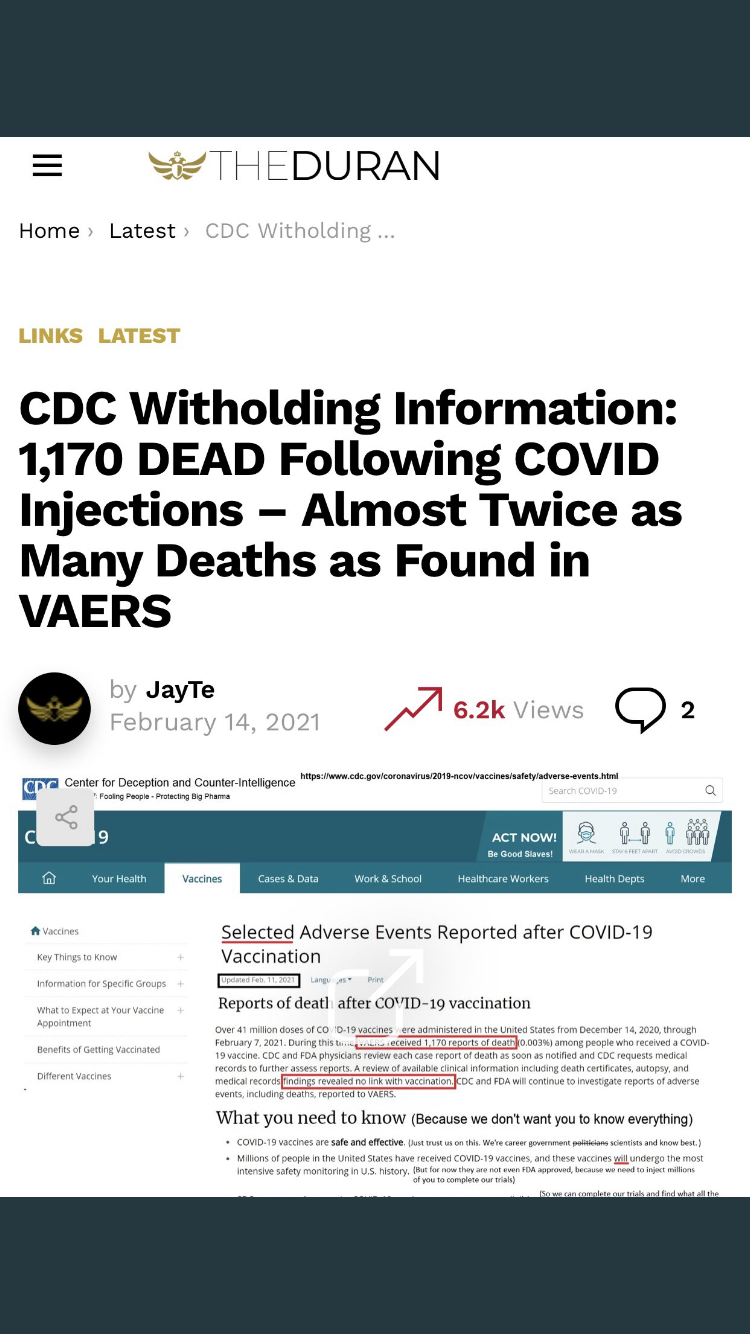 THEDURAN
Home › Latest › CDC Witholding ...
LINKS LATEST
CDC Witholding Information:
1,170 DEAD Following COVID
Injections – Almost Twice as
Many Deaths as Found in
VAERS
by JayTe
February 14, 2021
6.2k Views
2
CDC
Center for Deception and Counter-Intelligence
https://www.cdc.gov/coronavirus/2019-ncov/vaccines/safety/adverse-events.html
Fooling People - Protecting Big Pharma
Search COVID-19
C 19
ACT NOW!
Be Good Slaves!
WEAR A MASK STAY 6 FEET APART AVOID CROWDS
Your Health Vaccines Cases & Data Work & School Healthcare Workers Health Depts More
Vaccines
Key Things to Know +
Information for Specific Groups +
What to Expect at Your Vaccine +
Appointment
Benefits of Getting Vaccinated
Different Vaccines +
Selected Adverse Events Reported after COVID-19
Vaccination
Updated Feb. 11, 2021 Languages Print
Reports of death after COVID-19 vaccination
Over 41 million doses of COVID-19 vaccines were administered in the United States from December 14, 2020, through
February 7, 2021. During this time, VAERS received 1,170 reports of death (0.003%) among people who received a COVID-
19 vaccine. CDC and FDA physicians review each case report of death as soon as notified and CDC requests medical
records to further assess reports. A review of available clinical information including death certificates, autopsy, and
medical records findings revealed no link with vaccination. CDC and FDA will continue to investigate reports of adverse
events, including deaths, reported to VAERS.
What you need to know (Because we don't want you to know everything)
• COVID-19 vaccines are safe and effective. (Just trust us on this. We're career government politicians scientists and know best.)
• Millions of people in the United States have received COVID-19 vaccines, and these vaccines will undergo the most
intensive safety monitoring in U.S. history. (But for now they are not even FDA approved, because we need to inject millions
of you to complete our trials)
(So we can complete our trials and find what all the